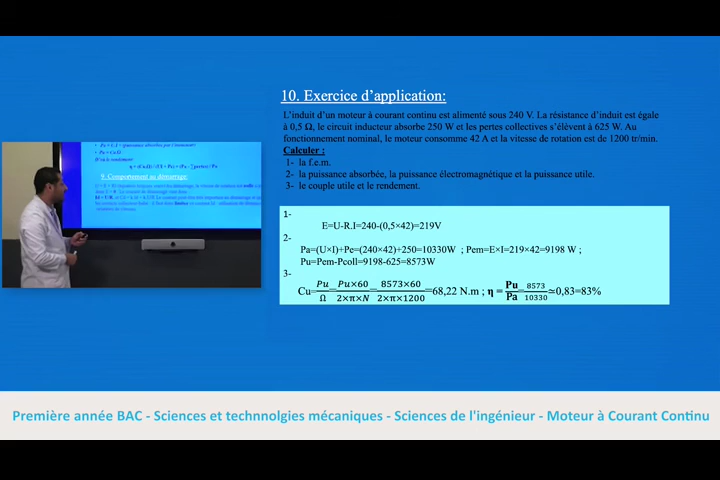 10. Exercice d'application:
L'induit d'un moteur à courant continu est alimenté sous 240 V. La résistance d'induit est égale
à 0,5 Ω, le circuit inducteur absorbe 250 W et les pertes collectives s'élèvent à 625 W. Au
fonctionnement nominal, le moteur consomme 42 A et la vitesse de rotation est de 1200 tr/min.
Calculer :
1- la f.e.m.
2- la puissance absorbée, la puissance électromagnétique et la puissance utile.
3- le couple utile et le rendement.
9. Comportement au démarrage:
1-
E=U-R.I=240-(0,5×42)=219V
2-
Pa=(U×I)+Pe=(240×42)+250=10330W ; Pem=E×I=219×42=9198 W ;
Pu=Pem-Pcoll=9198-625=8573W
3-
Cu=Pu/Ω=Pu×60/2×π×N=8573×60/2×π×1200=68,22 N.m ; η = Pu/Pa=8573/10330≃0,83=83%
Première année BAC - Sciences et technnolgies mécaniques - Sciences de l'ingénieur - Moteur à Courant Continu